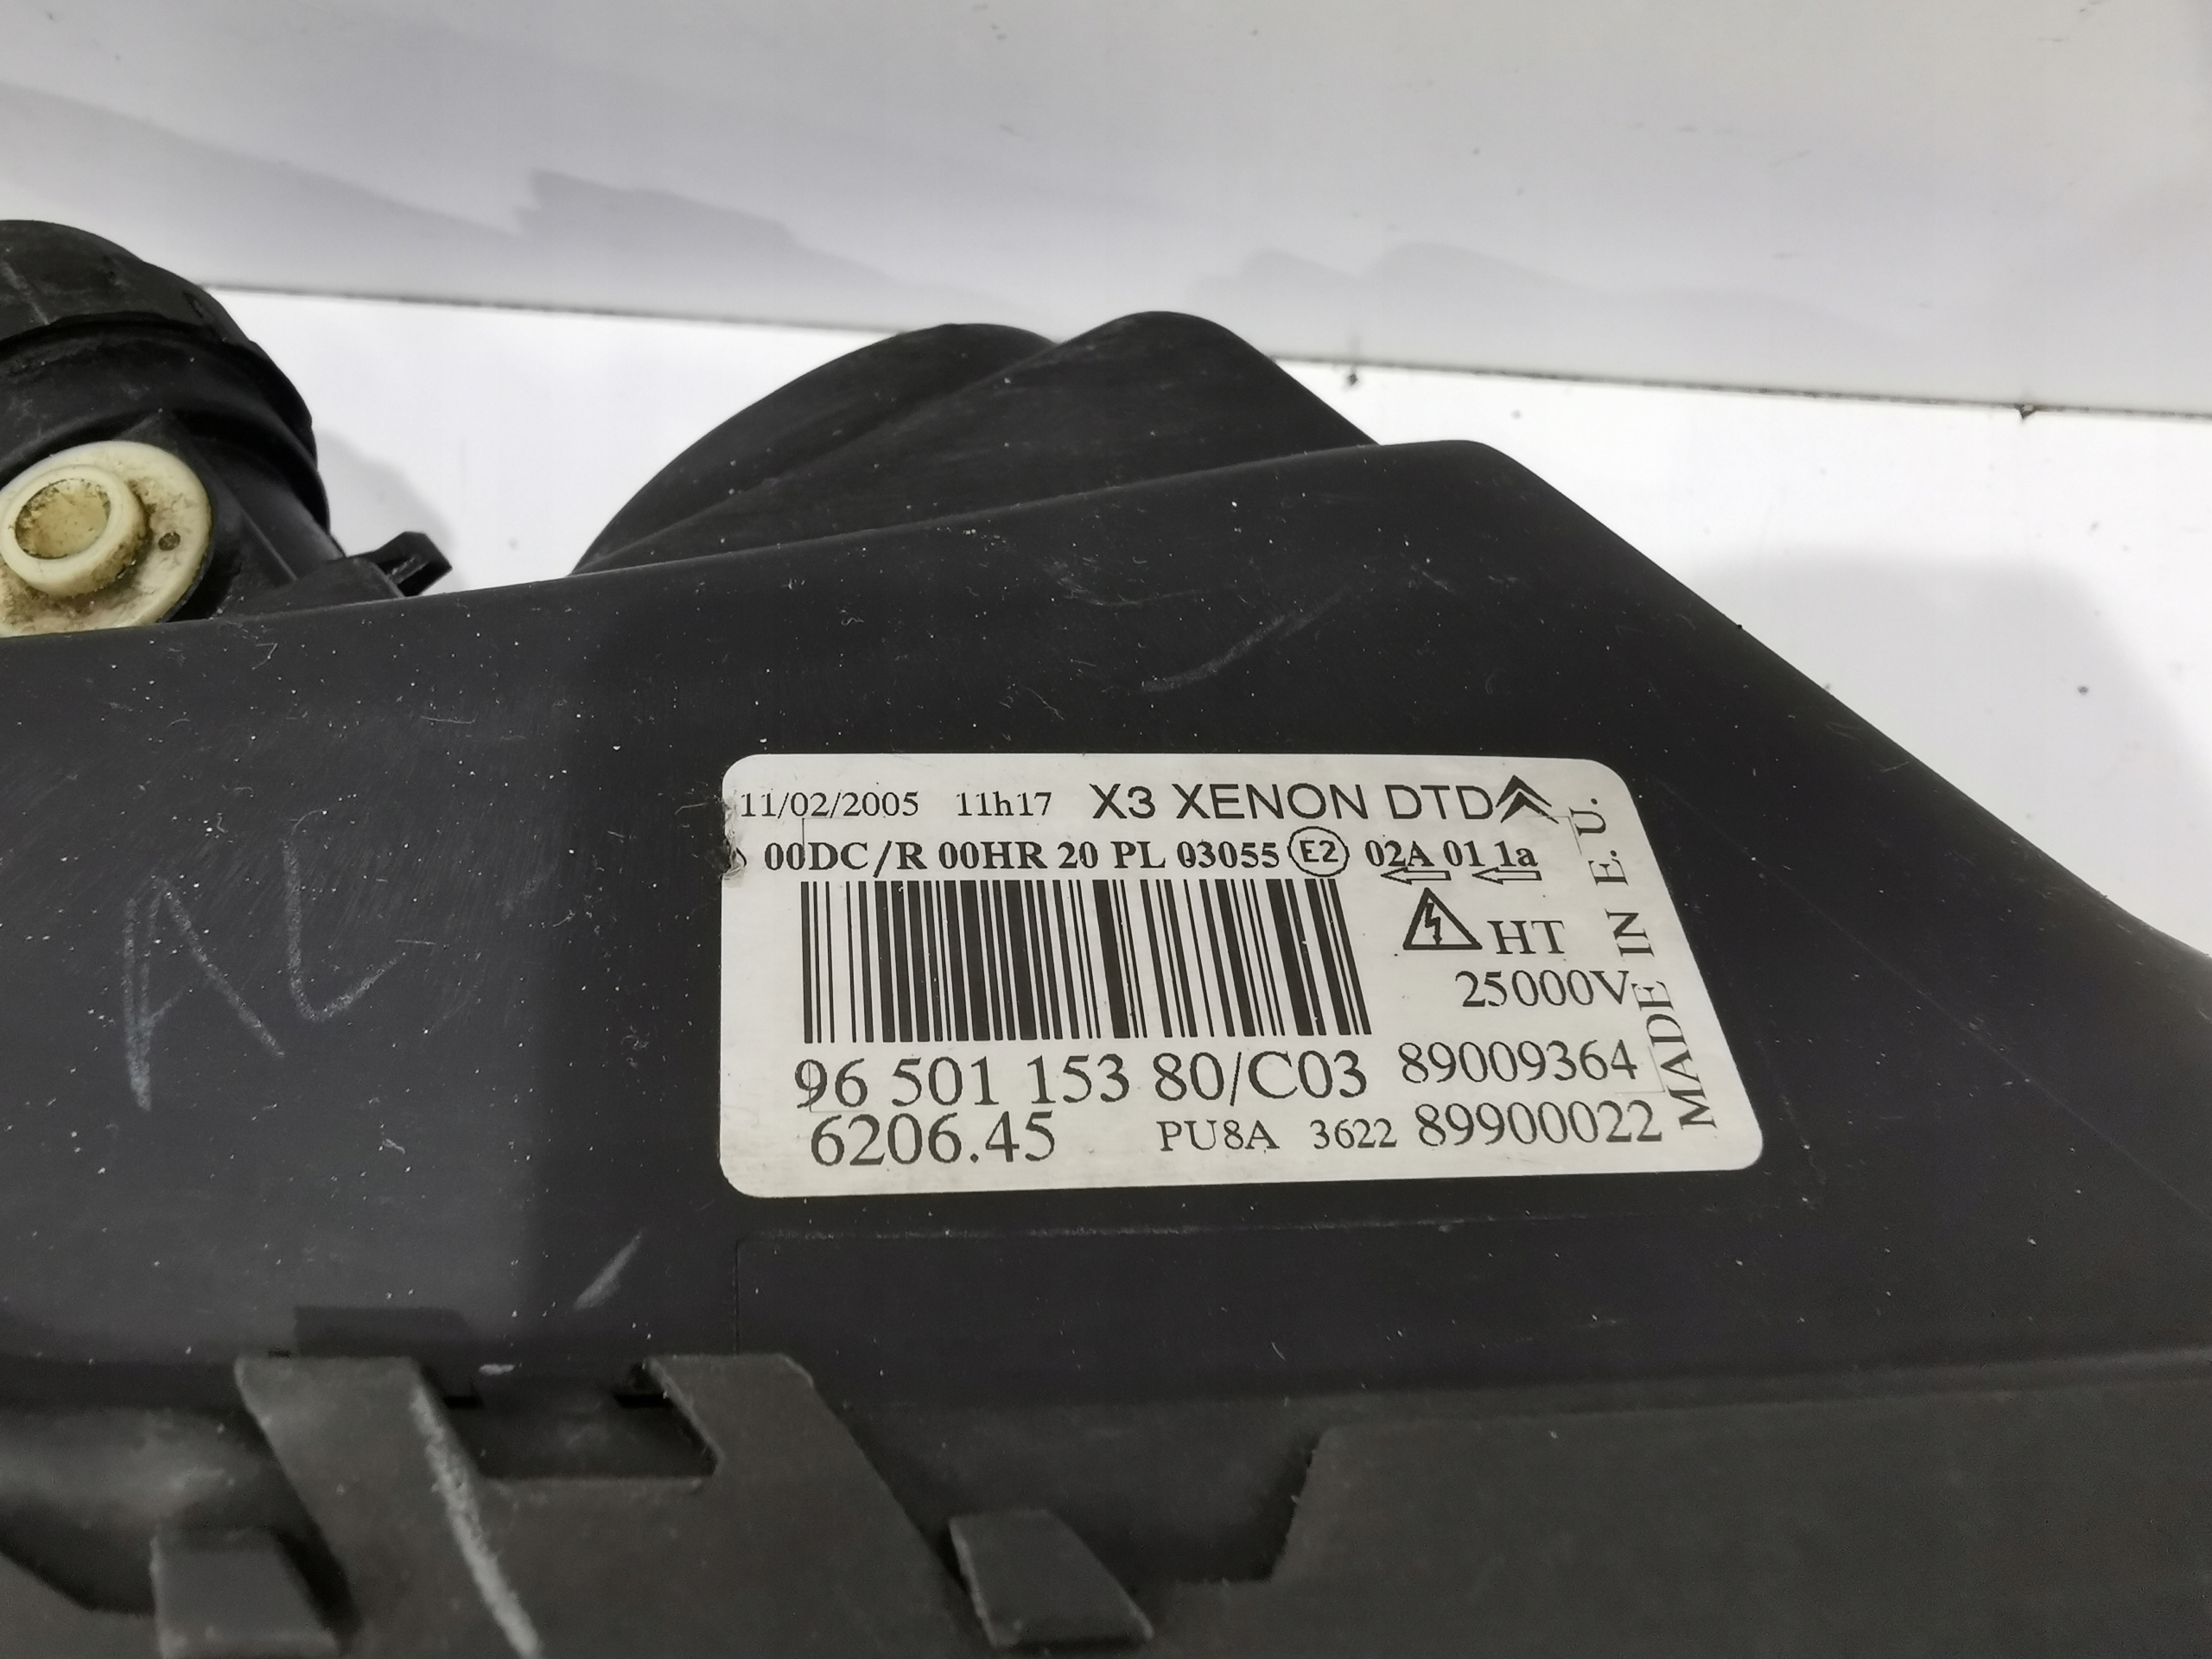 11/02/2005 11h17 X3 XENON DTD
00DC/R 00HR 20 PL 03055 E2 02A 01 1a
HT
25000V
MADE IN E.U.
96 501 153 80/C03 89009364
6206.45 PU8A 3622 89900022
AL